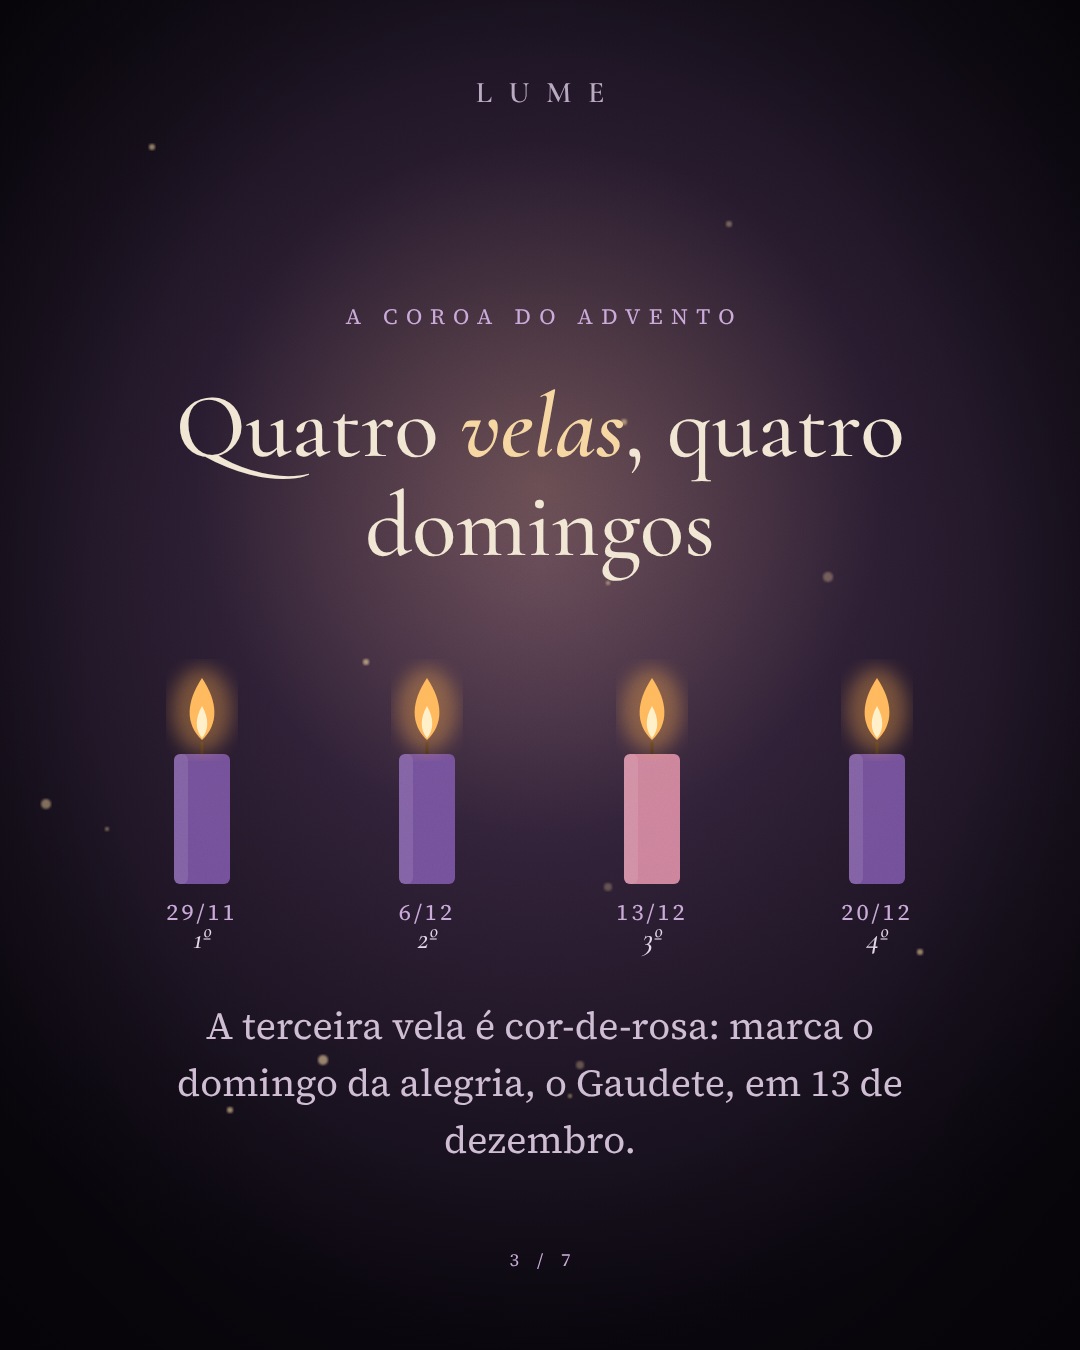 LUME
A COROA DO ADVENTO
Quatro velas, quatro
domingos
29/11 6/12 13/12 20/12
1º 2º 3º 4º
A terceira vela é cor-de-rosa: marca o
domingo da alegria, o Gaudete, em 13 de
dezembro.
3 / 7